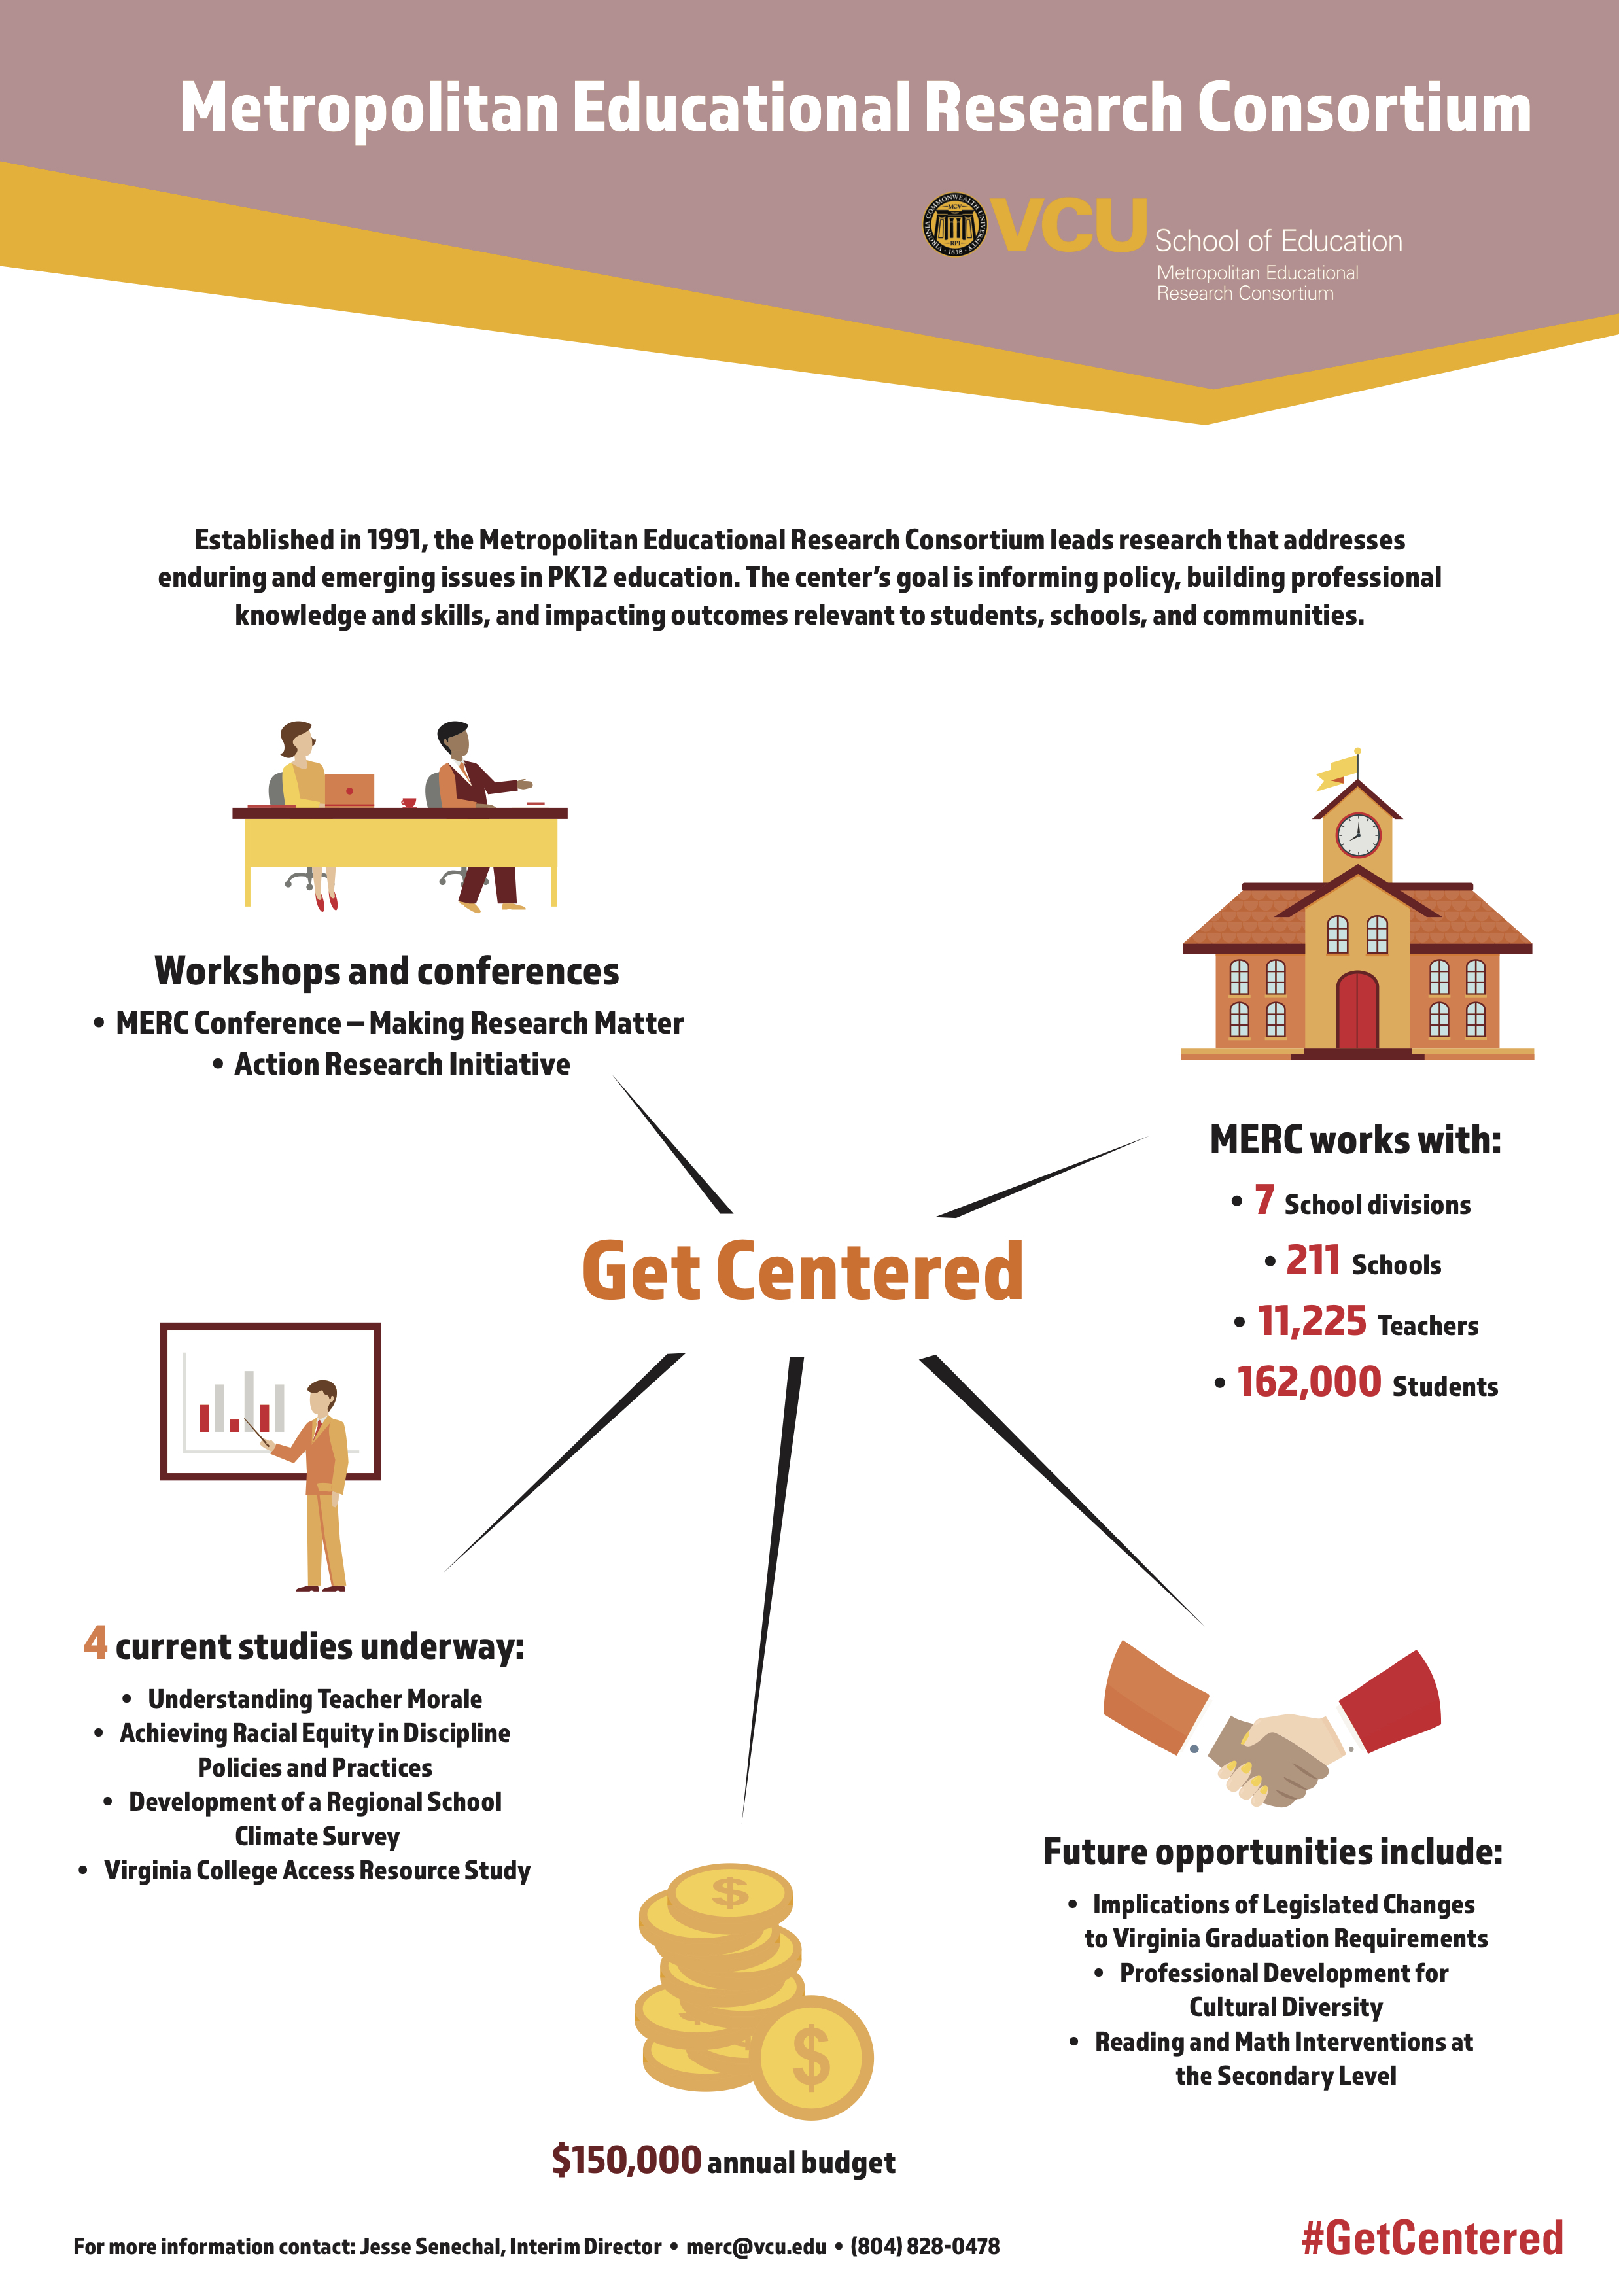 Metropolitan Educational Research Consortium
VIRGINIA COMMONWEALTH UNIVERSITY
MCV
RPI
1838
VCU School of Education
Metropolitan Educational
Research Consortium
Established in 1991, the Metropolitan Educational Research Consortium leads research that addresses
enduring and emerging issues in PK12 education. The center’s goal is informing policy, building professional
knowledge and skills, and impacting outcomes relevant to students, schools, and communities.
Workshops and conferences
• MERC Conference – Making Research Matter
• Action Research Initiative
MERC works with:
• 7 School divisions
• 211 Schools
• 11,225 Teachers
• 162,000 Students
Get Centered
4 current studies underway:
• Understanding Teacher Morale
• Achieving Racial Equity in Discipline
Policies and Practices
• Development of a Regional School
Climate Survey
• Virginia College Access Resource Study
Future opportunities include:
• Implications of Legislated Changes
to Virginia Graduation Requirements
• Professional Development for
Cultural Diversity
• Reading and Math Interventions at
the Secondary Level
$
$
$150,000 annual budget
For more information contact: Jesse Senechal, Interim Director • merc@vcu.edu • (804) 828-0478
#GetCentered